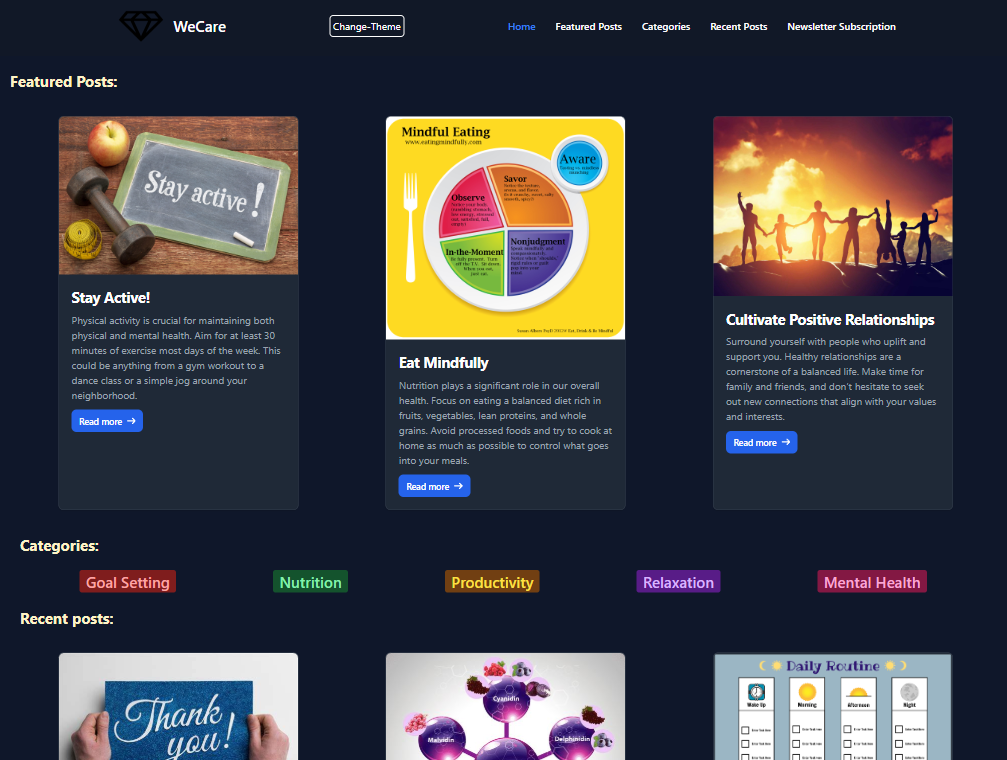 WeCare
Change-Theme
Home
Featured Posts
Categories
Recent Posts
Newsletter Subscription
Featured Posts:
Stay active!
Stay Active!
Physical activity is crucial for maintaining both
physical and mental health. Aim for at least 30
minutes of exercise most days of the week. This
could be anything from a gym workout to a
dance class or a simple jog around your
neighborhood.
Read more →
Mindful Eating
www.eatingmindfully.com
Aware
Observe
Savor
In-the-Moment
Nonjudgment
Eat Mindfully
Nutrition plays a significant role in our overall
health. Focus on eating a balanced diet rich in
fruits, vegetables, lean proteins, and whole
grains. Avoid processed foods and try to cook at
home as much as possible to control what goes
into your meals.
Read more →
Cultivate Positive Relationships
Surround yourself with people who uplift and
support you. Healthy relationships are a
cornerstone of a balanced life. Make time for
family and friends, and don't hesitate to seek
out new connections that align with your values
and interests.
Read more →
Categories:
Goal Setting
Nutrition
Productivity
Relaxation
Mental Health
Recent posts:
Thank
you!
Cyanidin
Malvidin
Delphinidin
Daily Routine
Wake Up
Morning
Afternoon
Night